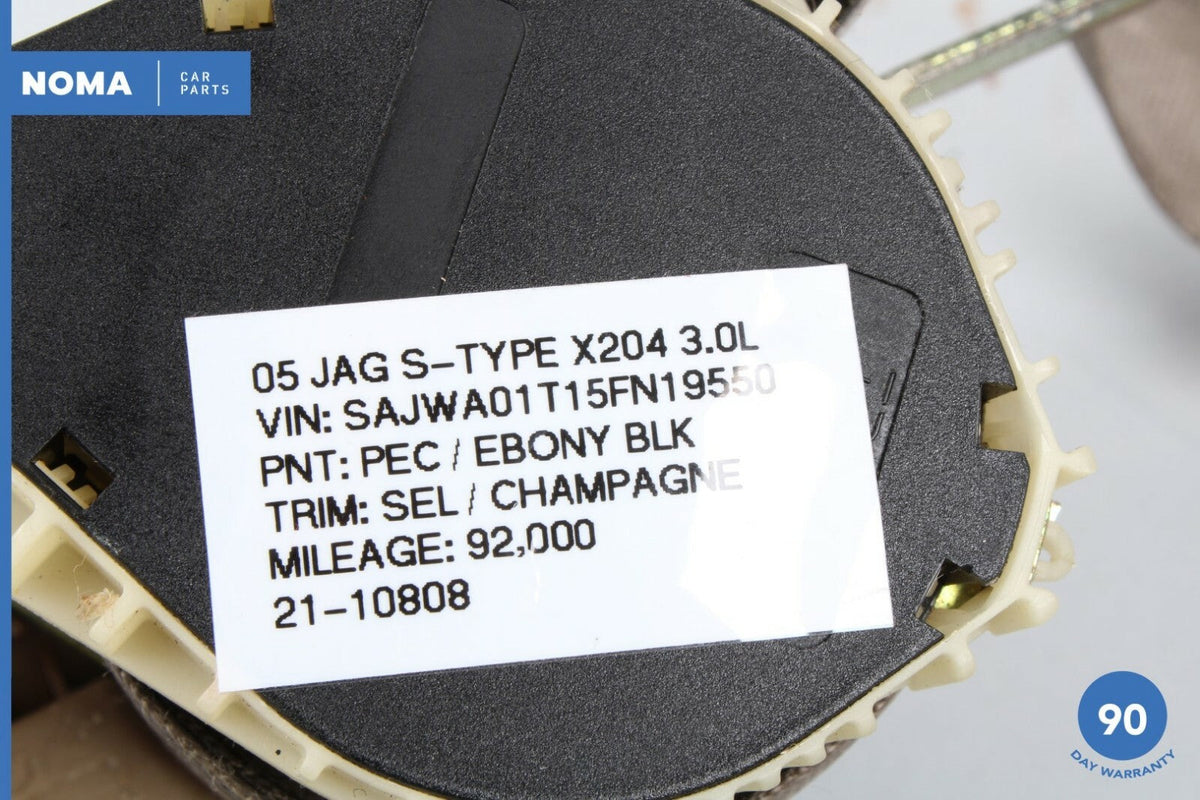 NOMA
CAR
PARTS
05 JAG S-TYPE X204 3.0L
VIN: SAJWA01T15FN19550
PNT: PEC / EBONY BLK
TRIM: SEL / CHAMPAGNE
MILEAGE: 92,000
21-10808
90
DAY WARRANTY